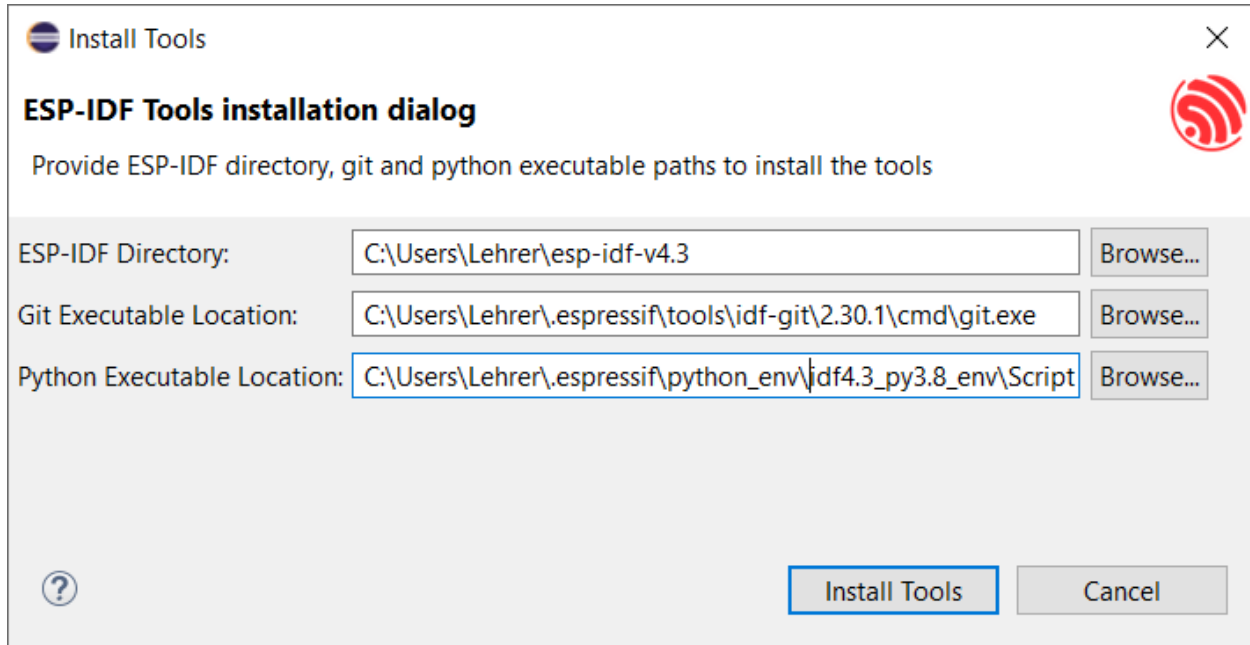 Install Tools
ESP-IDF Tools installation dialog
Provide ESP-IDF directory, git and python executable paths to install the tools
ESP-IDF Directory: C:\Users\Lehrer\esp-idf-v4.3 Browse...
Git Executable Location: C:\Users\Lehrer\.espressif\tools\idf-git\2.30.1\cmd\git.exe Browse...
Python Executable Location: C:\Users\Lehrer\.espressif\python_env\idf4.3_py3.8_env\Script Browse...
? Install Tools Cancel